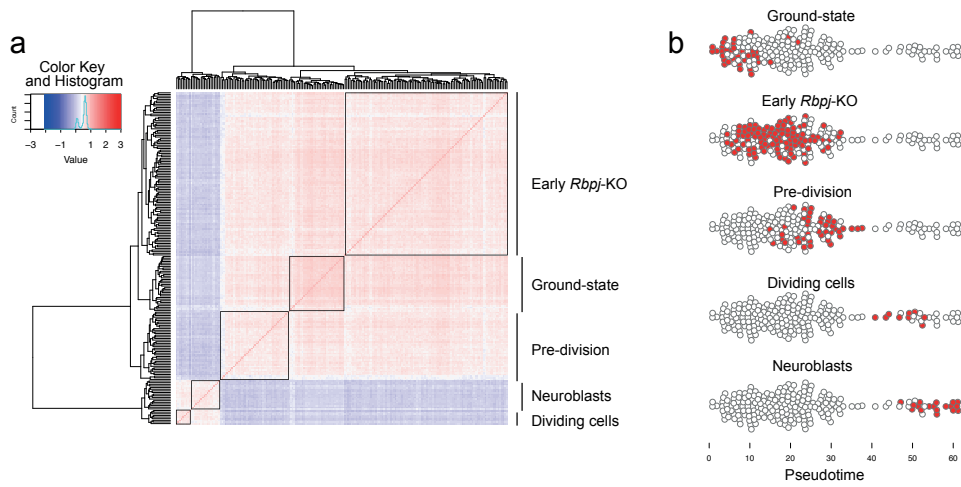 a
Color Key
and Histogram
Count
−3 −1 1 2 3
Value
Early Rbpj-KO
Ground-state
Pre-division
Neuroblasts
Dividing cells
b
Ground-state
Early Rbpj-KO
Pre-division
Dividing cells
Neuroblasts
0 10 20 30 40 50 60
Pseudotime